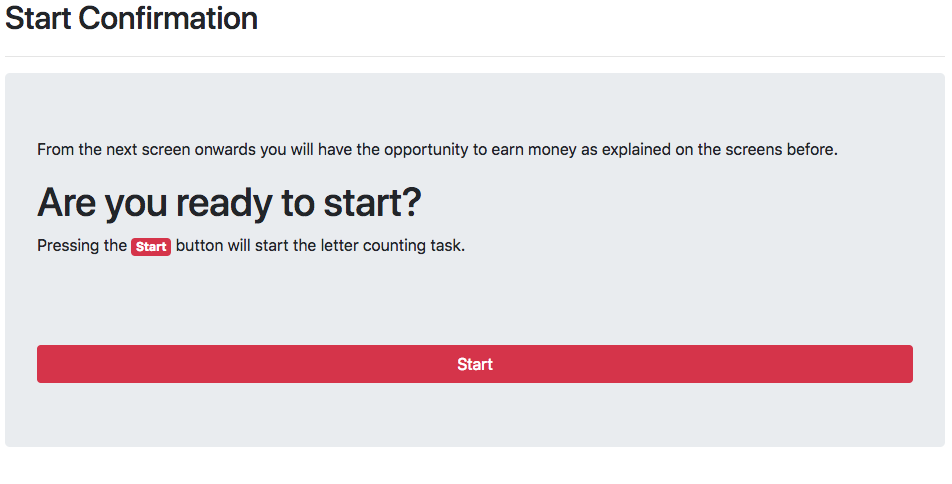 Start Confirmation
From the next screen onwards you will have the opportunity to earn money as explained on the screens before.
Are you ready to start?
Pressing the Start button will start the letter counting task.
Start